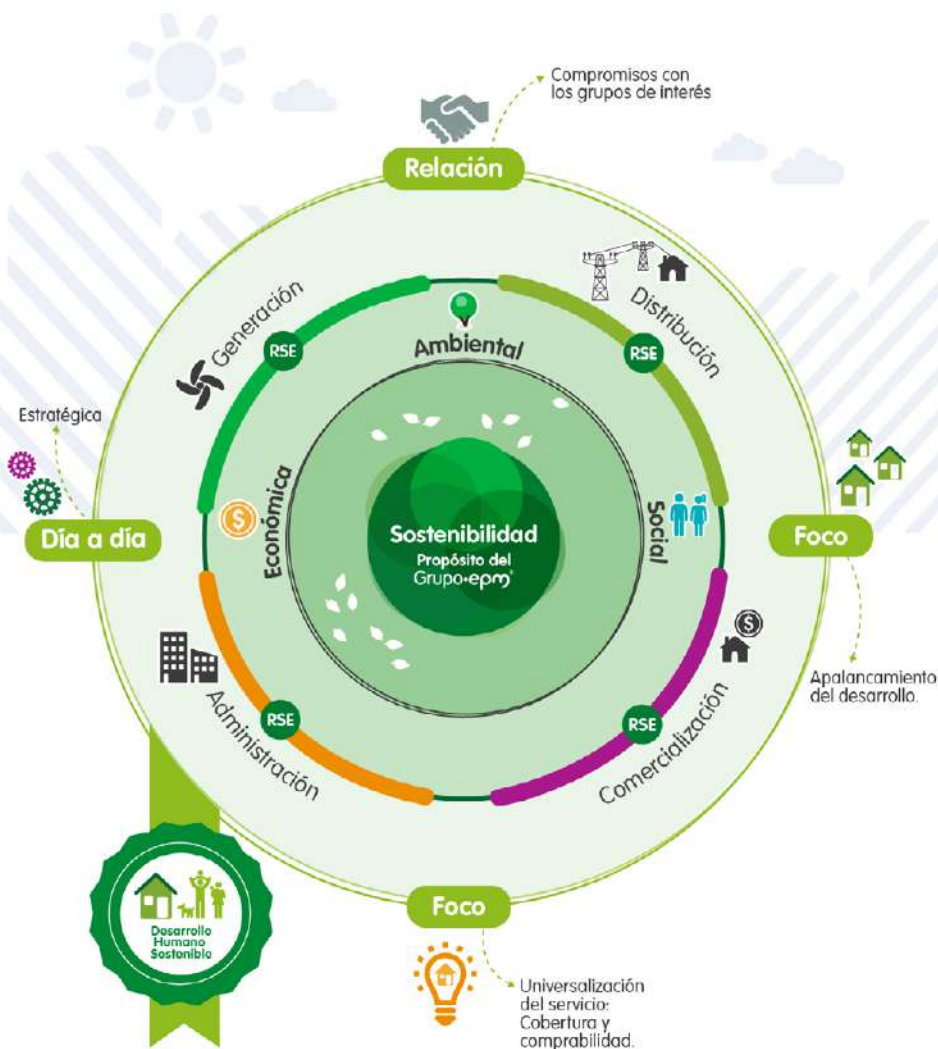 Compromisos con
los grupos de interés
Relación
Generación
RSE
Ambiental
Distribución
RSE
Estratégica
Día a día
Económica
Sostenibilidad
Propósito del
Grupo·epm®
Social
Foco
Apalancamiento
del desarrollo.
Administración
RSE
Comercialización
RSE
Desarrollo
Humano
Sostenible
Foco
Universalización
del servicio:
Cobertura y
comprabilidad.